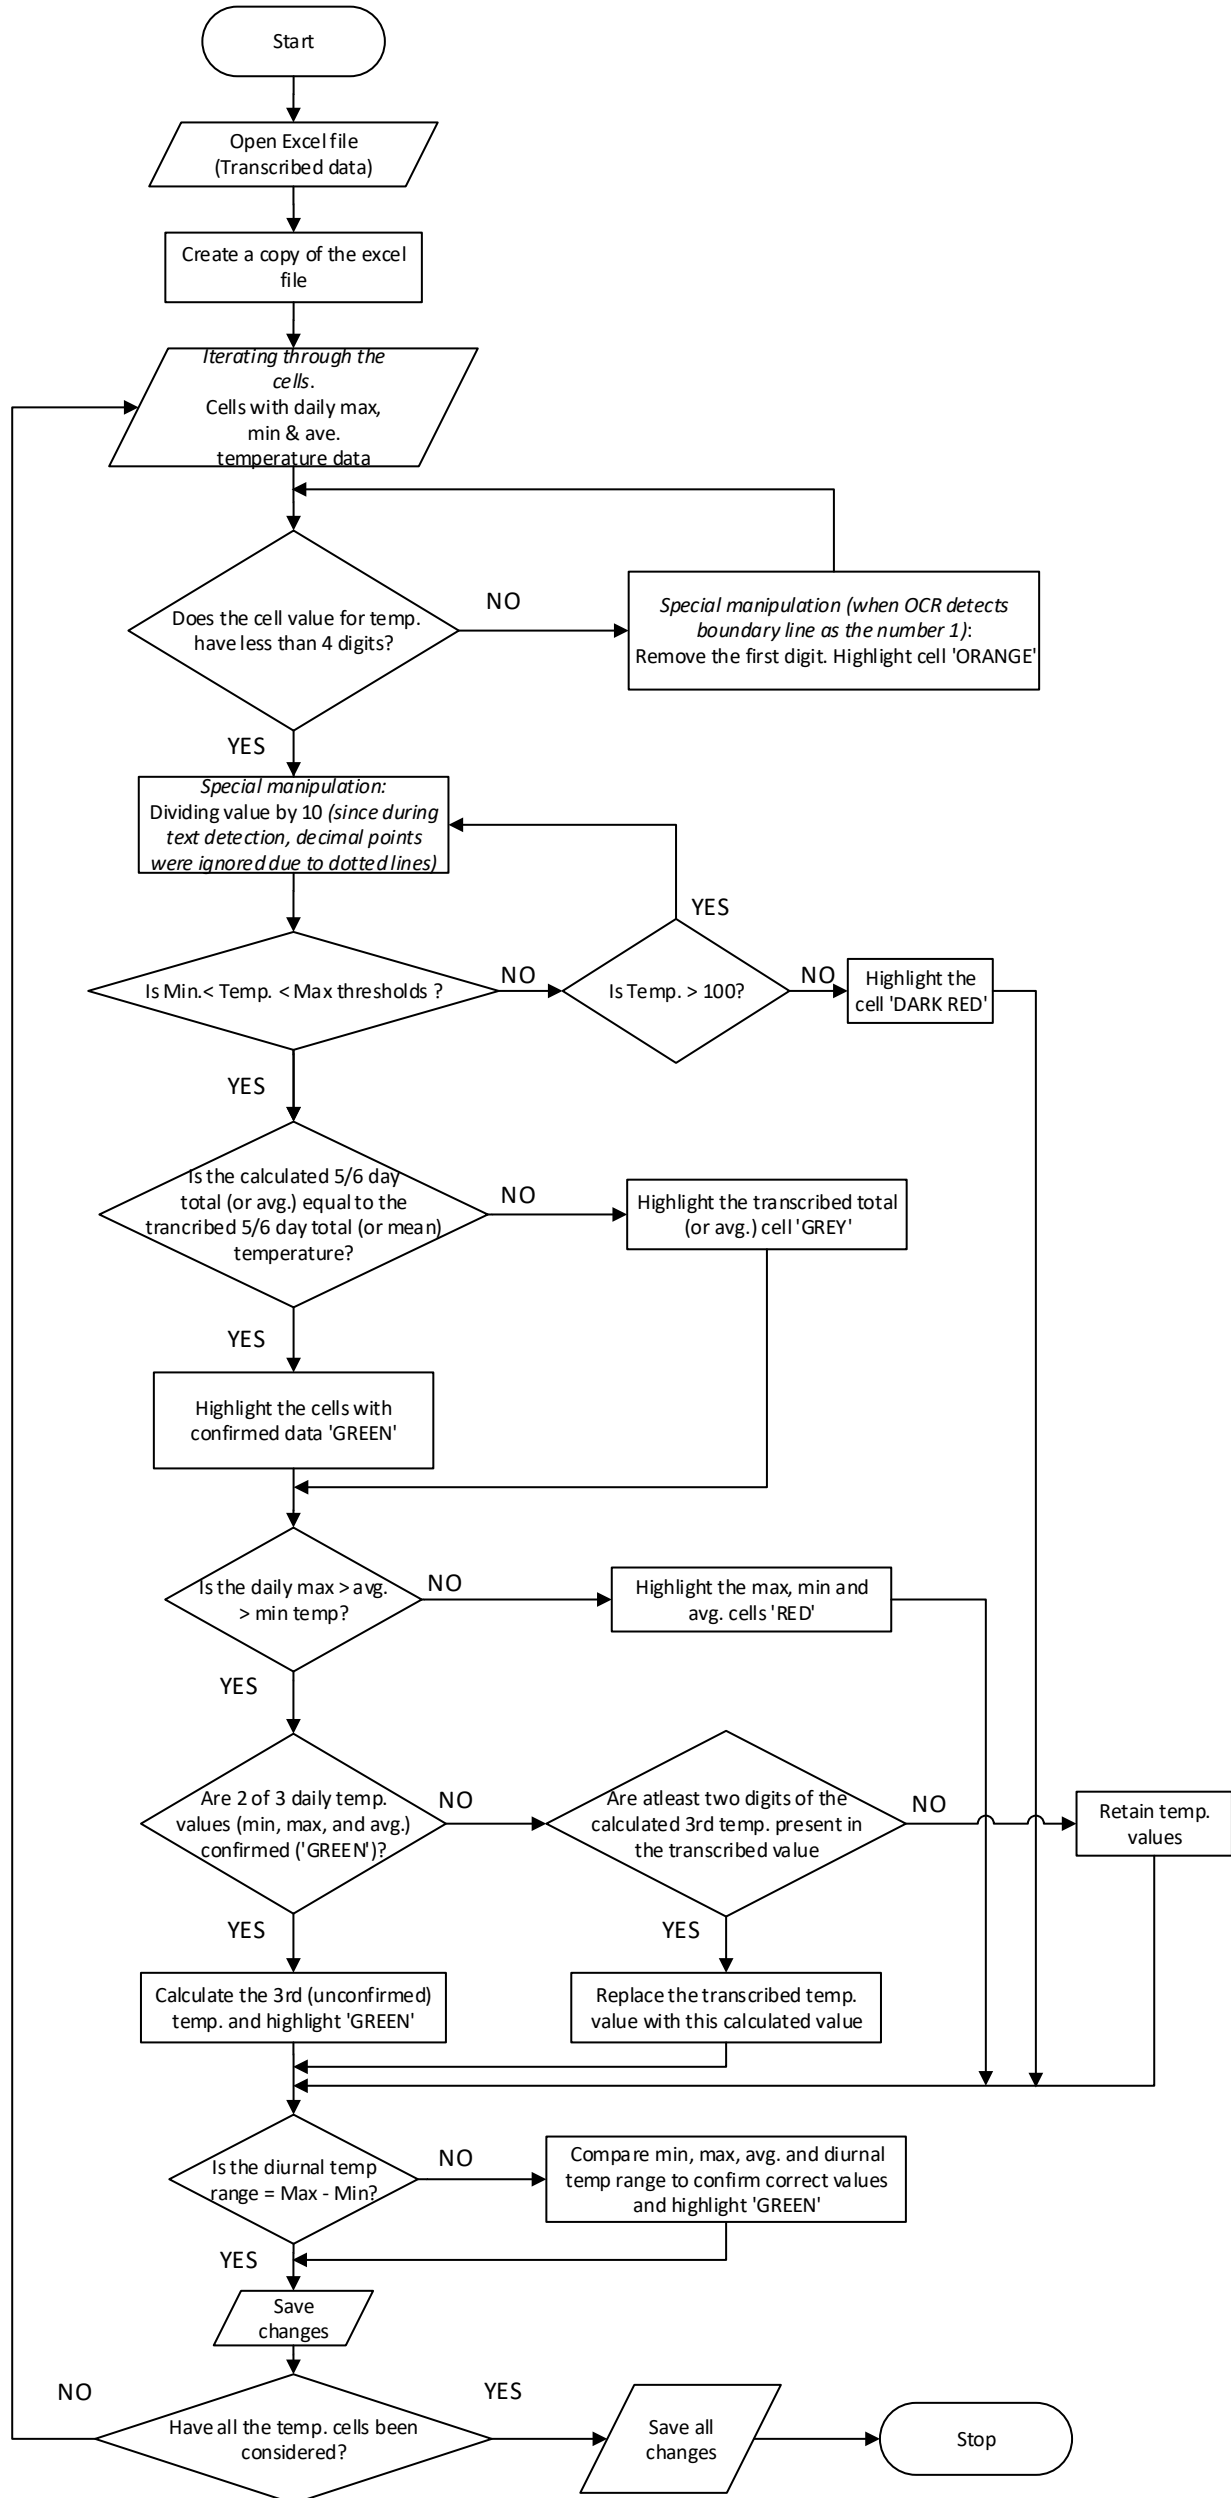 Start
Open Excel file
(Transcribed data)
Create a copy of the excel
file
Iterating through the
cells.
Cells with daily max,
min & ave.
temperature data
Does the cell value for temp.
have less than 4 digits?
NO
Special manipulation (when OCR detects
boundary line as the number 1):
Remove the first digit. Highlight cell 'ORANGE'
YES
Special manipulation:
Dividing value by 10 (since during
text detection, decimal points
were ignored due to dotted lines)
Is Min.< Temp. < Max thresholds ?
NO
Is Temp. > 100?
YES
NO
Highlight the
cell 'DARK RED'
YES
Is the calculated 5/6 day
total (or avg.) equal to the
trancribed 5/6 day total (or mean)
temperature?
NO
Highlight the transcribed total
(or avg.) cell 'GREY'
YES
Highlight the cells with
confirmed data 'GREEN'
Is the daily max > avg.
> min temp?
NO
Highlight the max, min and
avg. cells 'RED'
YES
Are 2 of 3 daily temp.
values (min, max, and avg.)
confirmed ('GREEN')?
NO
Are atleast two digits of the
calculated 3rd temp. present in
the transcribed value
NO
Retain temp.
values
YES
Calculate the 3rd (unconfirmed)
temp. and highlight 'GREEN'
YES
Replace the transcribed temp.
value with this calculated value
Is the diurnal temp
range = Max - Min?
NO
Compare min, max, avg. and diurnal
temp range to confirm correct values
and highlight 'GREEN'
YES
Save
changes
Have all the temp. cells been
considered?
NO
YES
Save all
changes
Stop